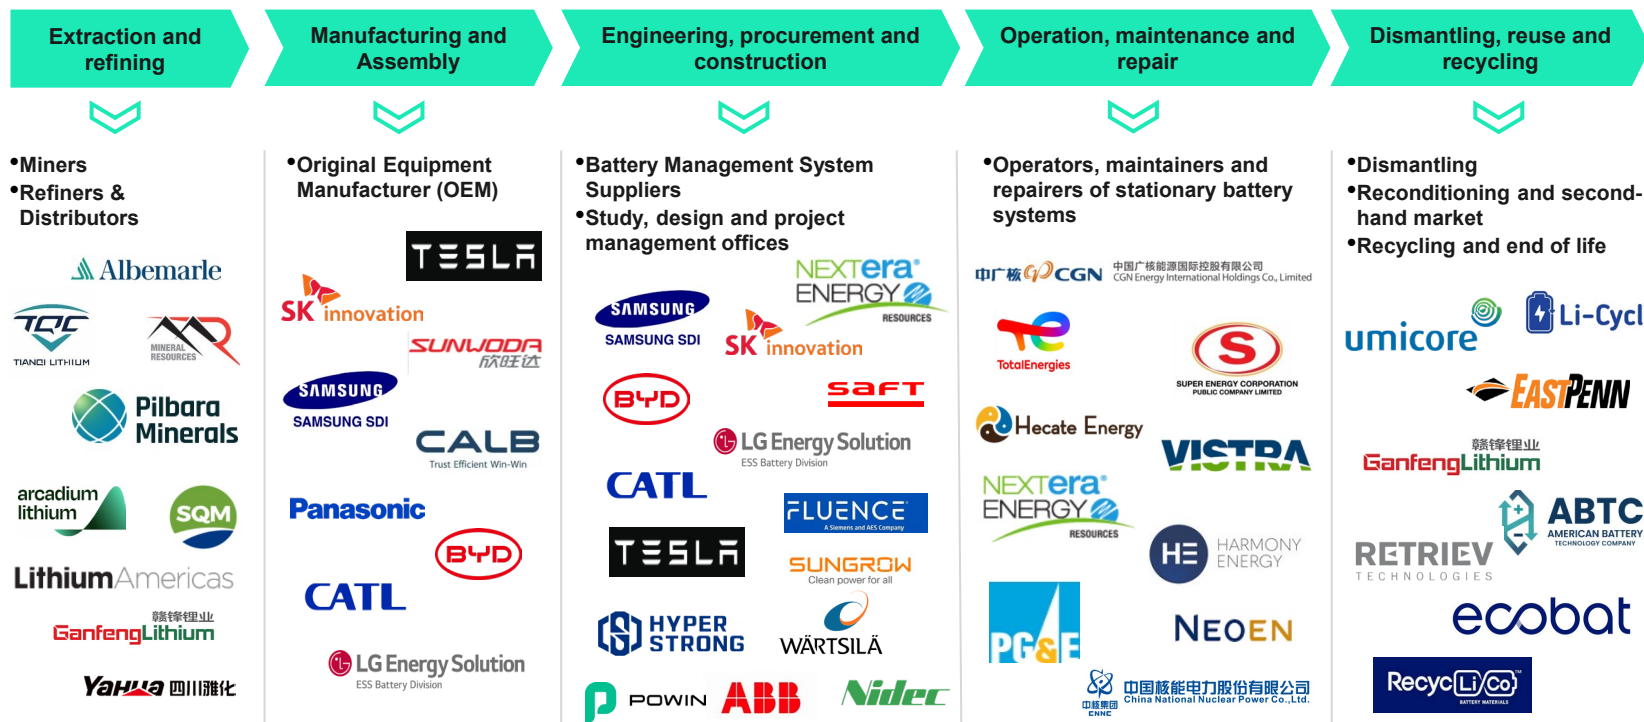 Extraction and
refining
Manufacturing and
Assembly
Engineering, procurement and
construction
Operation, maintenance and
repair
Dismantling, reuse and
recycling
•Miners
•Refiners &
Distributors
Albemarle
TQC
TIANQI LITHIUM
MINERAL
RESOURCES
Pilbara
Minerals
arcadium
lithium
SQM
LithiumAmericas
赣锋锂业
GanfengLithium
YAHUA 四川雅化
•Original Equipment
Manufacturer (OEM)
TESLA
SK innovation
SUNWODA
欣旺达
SAMSUNG
SAMSUNG SDI
CALB
Trust Efficient Win-Win
Panasonic
BYD
CATL
LG Energy Solution
ESS Battery Division
•Battery Management System
Suppliers
•Study, design and project
management offices
NEXTera®
ENERGY
RESOURCES
SAMSUNG
SAMSUNG SDI
SK innovation
BYD
SAFT
LG Energy Solution
ESS Battery Division
CATL
FLUENCE
A Siemens and AES Company
TESLA
SUNGROW
Clean power for all
HYPER
STRONG
WÄRTSILÄ
POWIN
ABB
Nidec
•Operators, maintainers and
repairers of stationary battery
systems
中广核 CGN 中国广核能源国际控股有限公司
CGN Energy International Holdings Co., Limited
TotalEnergies
S
SUPER ENERGY CORPORATION
PUBLIC COMPANY LIMITED
Hecate Energy
VISTRA
NEXTera®
ENERGY
RESOURCES
HE HARMONY
ENERGY
PG&E
NEOEN
中核集团
CNNC
中国核能电力股份有限公司
China National Nuclear Power Co.,Ltd.
•Dismantling
•Reconditioning and second-
hand market
•Recycling and end of life
umicore
Li-Cycl
EASTPENN
赣锋锂业
GanfengLithium
ABTC
AMERICAN BATTERY
TECHNOLOGY COMPANY
RETRIEV
TECHNOLOGIES
ecobat
RecycLiCo™
BATTERY MATERIALS